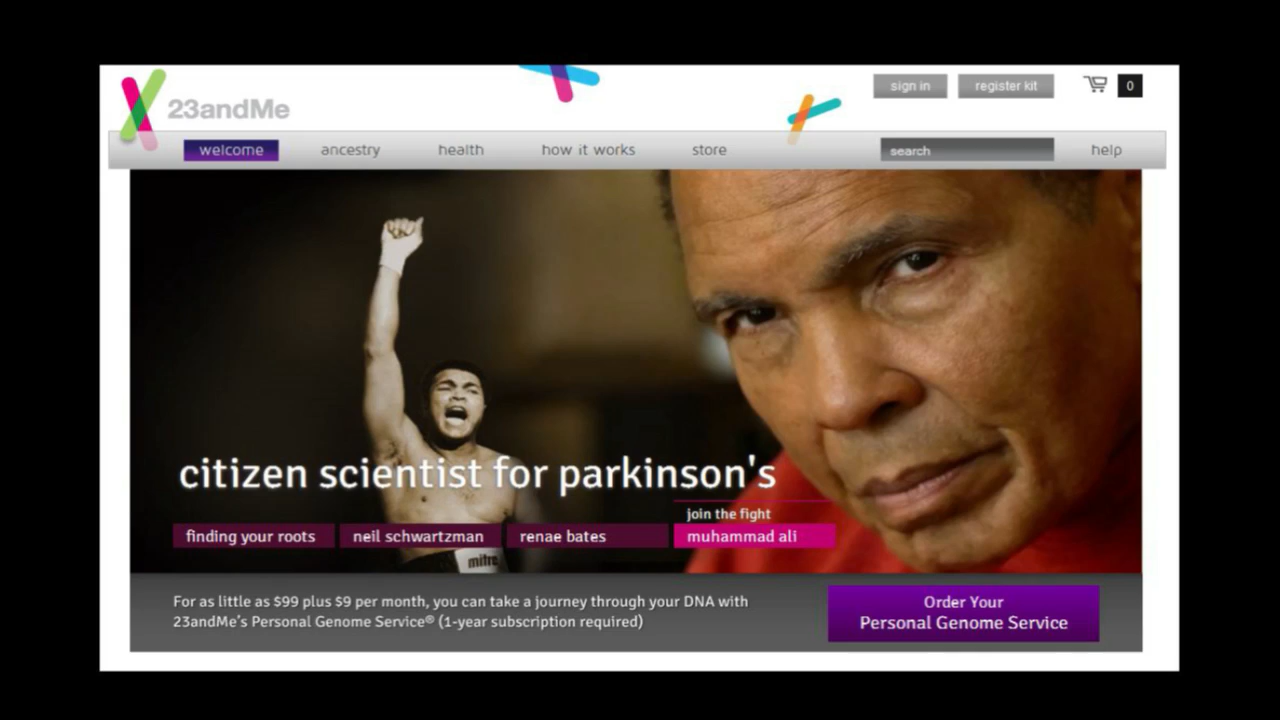 23andMe
sign in
register kit
0
welcome
ancestry
health
how it works
store
search
help
citizen scientist for parkinson's
join the fight
finding your roots
neil schwartzman
renae bates
muhammad ali
mitre
For as little as $99 plus $9 per month, you can take a journey through your DNA with
23andMe's Personal Genome Service® (1-year subscription required)
Order Your
Personal Genome Service